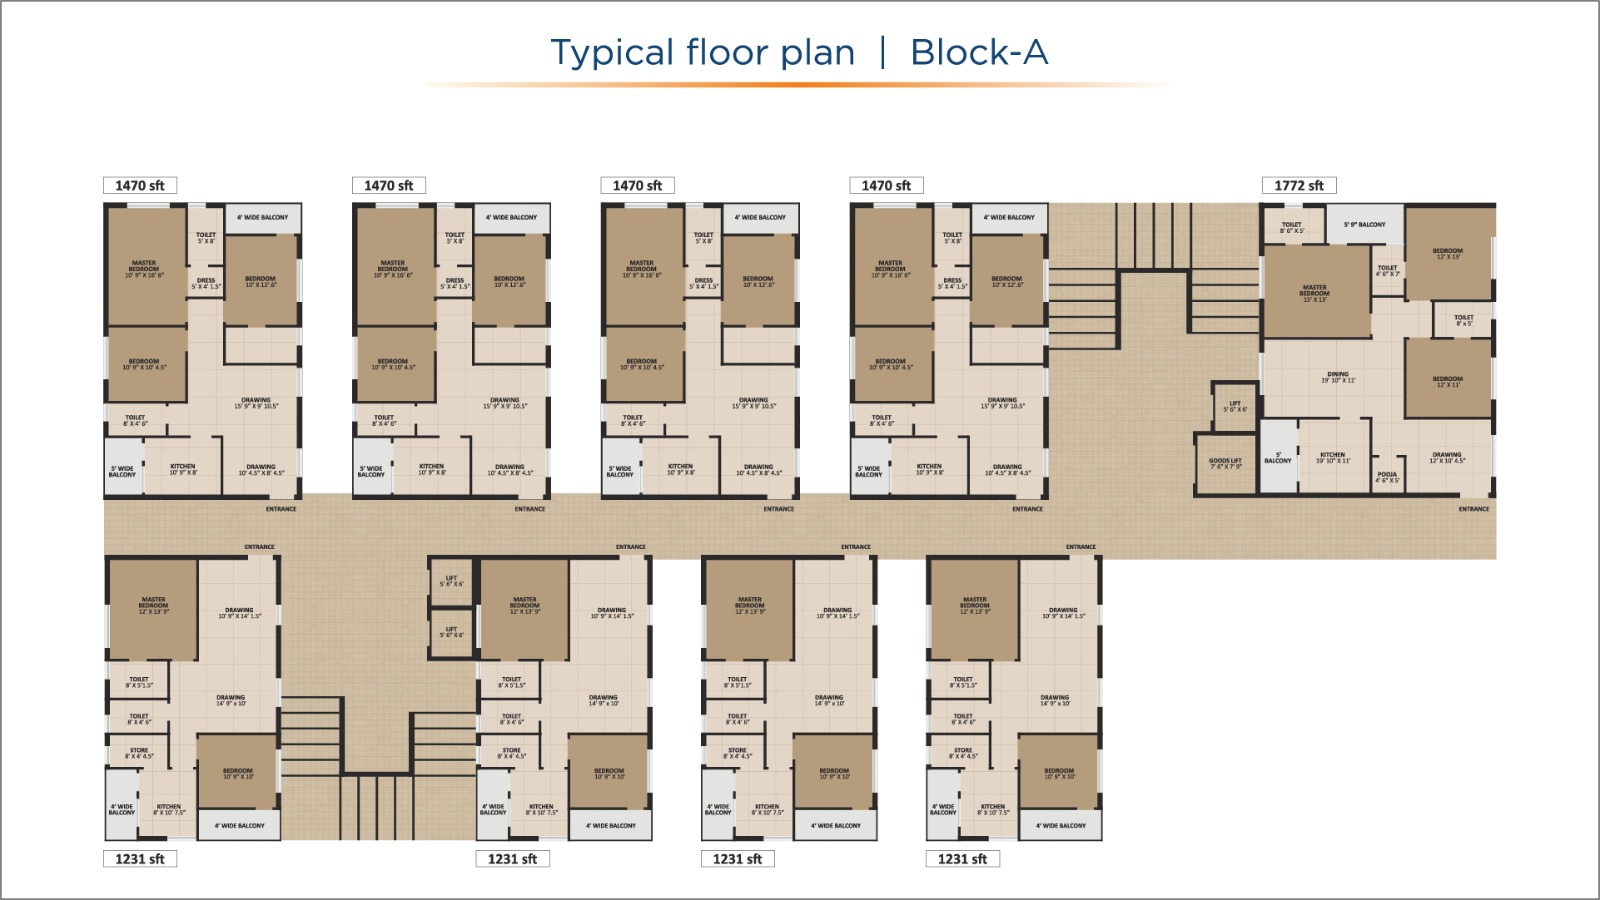 Typical floor plan | Block-A
1470 sft
1470 sft
1470 sft
1470 sft
1772 sft
4' WIDE BALCONY
TOILET
5' X 8'
MASTER
BEDROOM
10' 9" X 16' 6"
DRESS
5' X 4' 1.5"
BEDROOM
10' X 12'.6"
BEDROOM
10' 9" X 10' 4.5"
DRAWING
15' 9" X 9' 10.5"
TOILET
8' X 4' 6"
5' WIDE
BALCONY
KITCHEN
10' 9" X 8'
DRAWING
10' 4.5" X 8' 4.5"
ENTRANCE
4' WIDE BALCONY
TOILET
5' X 8'
MASTER
BEDROOM
10' 9" X 16' 6"
DRESS
5' X 4' 1.5"
BEDROOM
10' X 12'.6"
BEDROOM
10' 9" X 10' 4.5"
DRAWING
15' 9" X 9' 10.5"
TOILET
8' X 4' 6"
5' WIDE
BALCONY
KITCHEN
10' 9" X 8'
DRAWING
10' 4.5" X 8' 4.5"
ENTRANCE
4' WIDE BALCONY
TOILET
5' X 8'
MASTER
BEDROOM
10' 9" X 16' 6"
DRESS
5' X 4' 1.5"
BEDROOM
10' X 12'.6"
BEDROOM
10' 9" X 10' 4.5"
DRAWING
15' 9" X 9' 10.5"
TOILET
8' X 4' 6"
5' WIDE
BALCONY
KITCHEN
10' 9" X 8'
DRAWING
10' 4.5" X 8' 4.5"
ENTRANCE
4' WIDE BALCONY
TOILET
5' X 8'
MASTER
BEDROOM
10' 9" X 16' 6"
DRESS
5' X 4' 1.5"
BEDROOM
10' X 12'.6"
BEDROOM
10' 9" X 10' 4.5"
DRAWING
15' 9" X 9' 10.5"
TOILET
8' X 4' 6"
5' WIDE
BALCONY
KITCHEN
10' 9" X 8'
DRAWING
10' 4.5" X 8' 4.5"
ENTRANCE
TOILET
8' 6" X 5'
5' 9" BALCONY
BEDROOM
12' X 13'
TOILET
4' 6" X 7'
MASTER
BEDROOM
15' X 13'
TOILET
8' x 5'
DINING
19' 10" X 11'
BEDROOM
12' X 11'
LIFT
5' 6" X 6'
GOODS LIFT
7' 6" X 7' 9"
5'
BALCONY
KITCHEN
19' 10" X 11'
POOJA
4' 6" X 5'
DRAWING
12' X 10' 4.5"
ENTRANCE
ENTRANCE
MASTER
BEDROOM
12' X 13' 9"
DRAWING
10' 9" X 14' 1.5"
TOILET
8' X 5'1.5"
DRAWING
14' 9" x 10'
TOILET
8' X 4' 6"
STORE
8' X 4' 4.5"
BEDROOM
10' 9" X 10'
4' WIDE
BALCONY
KITCHEN
8' X 10' 7.5"
4' WIDE BALCONY
LIFT
5' 6" X 6'
LIFT
5' 6" X 6'
ENTRANCE
MASTER
BEDROOM
12' X 13' 9"
DRAWING
10' 9" X 14' 1.5"
TOILET
8' X 5'1.5"
DRAWING
14' 9" x 10'
TOILET
8' X 4' 6"
STORE
8' X 4' 4.5"
BEDROOM
10' 9" X 10'
4' WIDE
BALCONY
KITCHEN
8' X 10' 7.5"
4' WIDE BALCONY
ENTRANCE
MASTER
BEDROOM
12' X 13' 9"
DRAWING
10' 9" X 14' 1.5"
TOILET
8' X 5'1.5"
DRAWING
14' 9" x 10'
TOILET
8' X 4' 6"
STORE
8' X 4' 4.5"
BEDROOM
10' 9" X 10'
4' WIDE
BALCONY
KITCHEN
8' X 10' 7.5"
4' WIDE BALCONY
ENTRANCE
MASTER
BEDROOM
12' X 13' 9"
DRAWING
10' 9" X 14' 1.5"
TOILET
8' X 5'1.5"
DRAWING
14' 9" x 10'
TOILET
8' X 4' 6"
STORE
8' X 4' 4.5"
BEDROOM
10' 9" X 10'
4' WIDE
BALCONY
KITCHEN
8' X 10' 7.5"
4' WIDE BALCONY
1231 sft
1231 sft
1231 sft
1231 sft